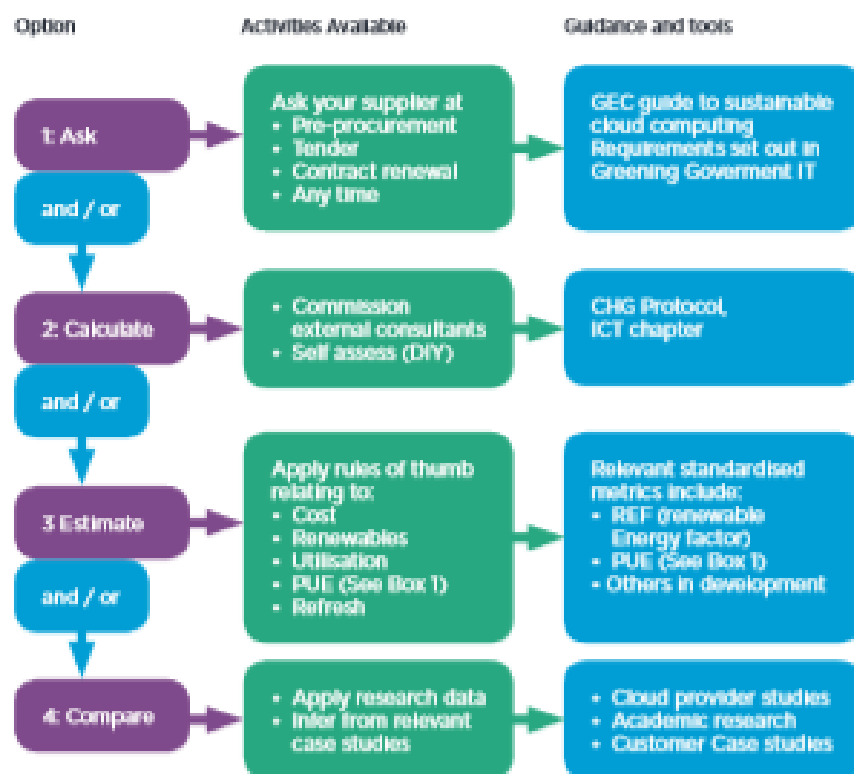 Option
Activities Available
Guidance and tools
1: Ask
Ask your supplier at
• Pre-procurement
• Tender
• Contract renewal
• Any time
GEC guide to sustainable
cloud computing
Requirements set out in
Greening Goverment IT
and / or
2: Calculate
• Commission
external consultants
• Self assess (DIY)
CHG Protocol,
ICT chapter
and / or
3 Estimate
Apply rules of thumb
relating to:
• Cost
• Renewables
• Utilisation
• PUE (See Box 1)
• Refresh
Relevant standardised
metrics include:
• REF (renewable
Energy factor)
• PUE (See Box 1)
• Others in development
and / or
4: Compare
• Apply research data
• Infer from relevant
case studies
• Cloud provider studies
• Academic research
• Customer Case studies